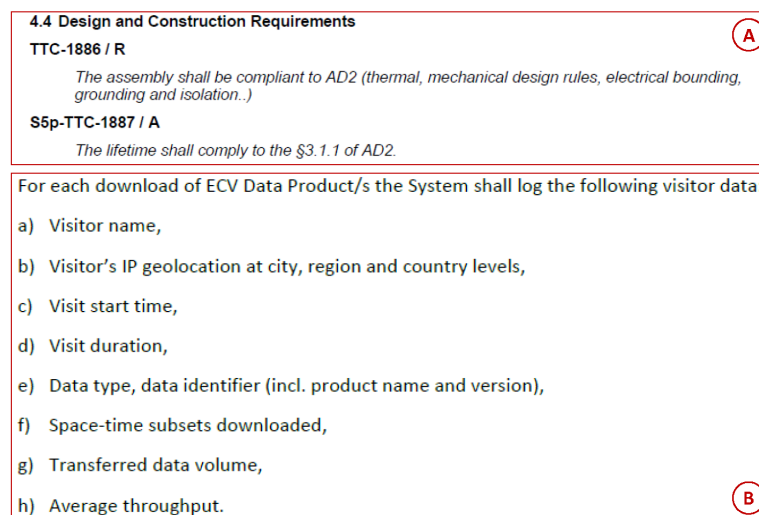 4.4 Design and Construction Requirements
A
TTC-1886 / R
The assembly shall be compliant to AD2 (thermal, mechanical design rules, electrical bounding,
grounding and isolation..)
S5p-TTC-1887 / A
The lifetime shall comply to the §3.1.1 of AD2.
For each download of ECV Data Product/s the System shall log the following visitor data
a) Visitor name,
b) Visitor's IP geolocation at city, region and country levels,
c) Visit start time,
d) Visit duration,
e) Data type, data identifier (incl. product name and version),
f) Space-time subsets downloaded,
g) Transferred data volume,
h) Average throughput.
B